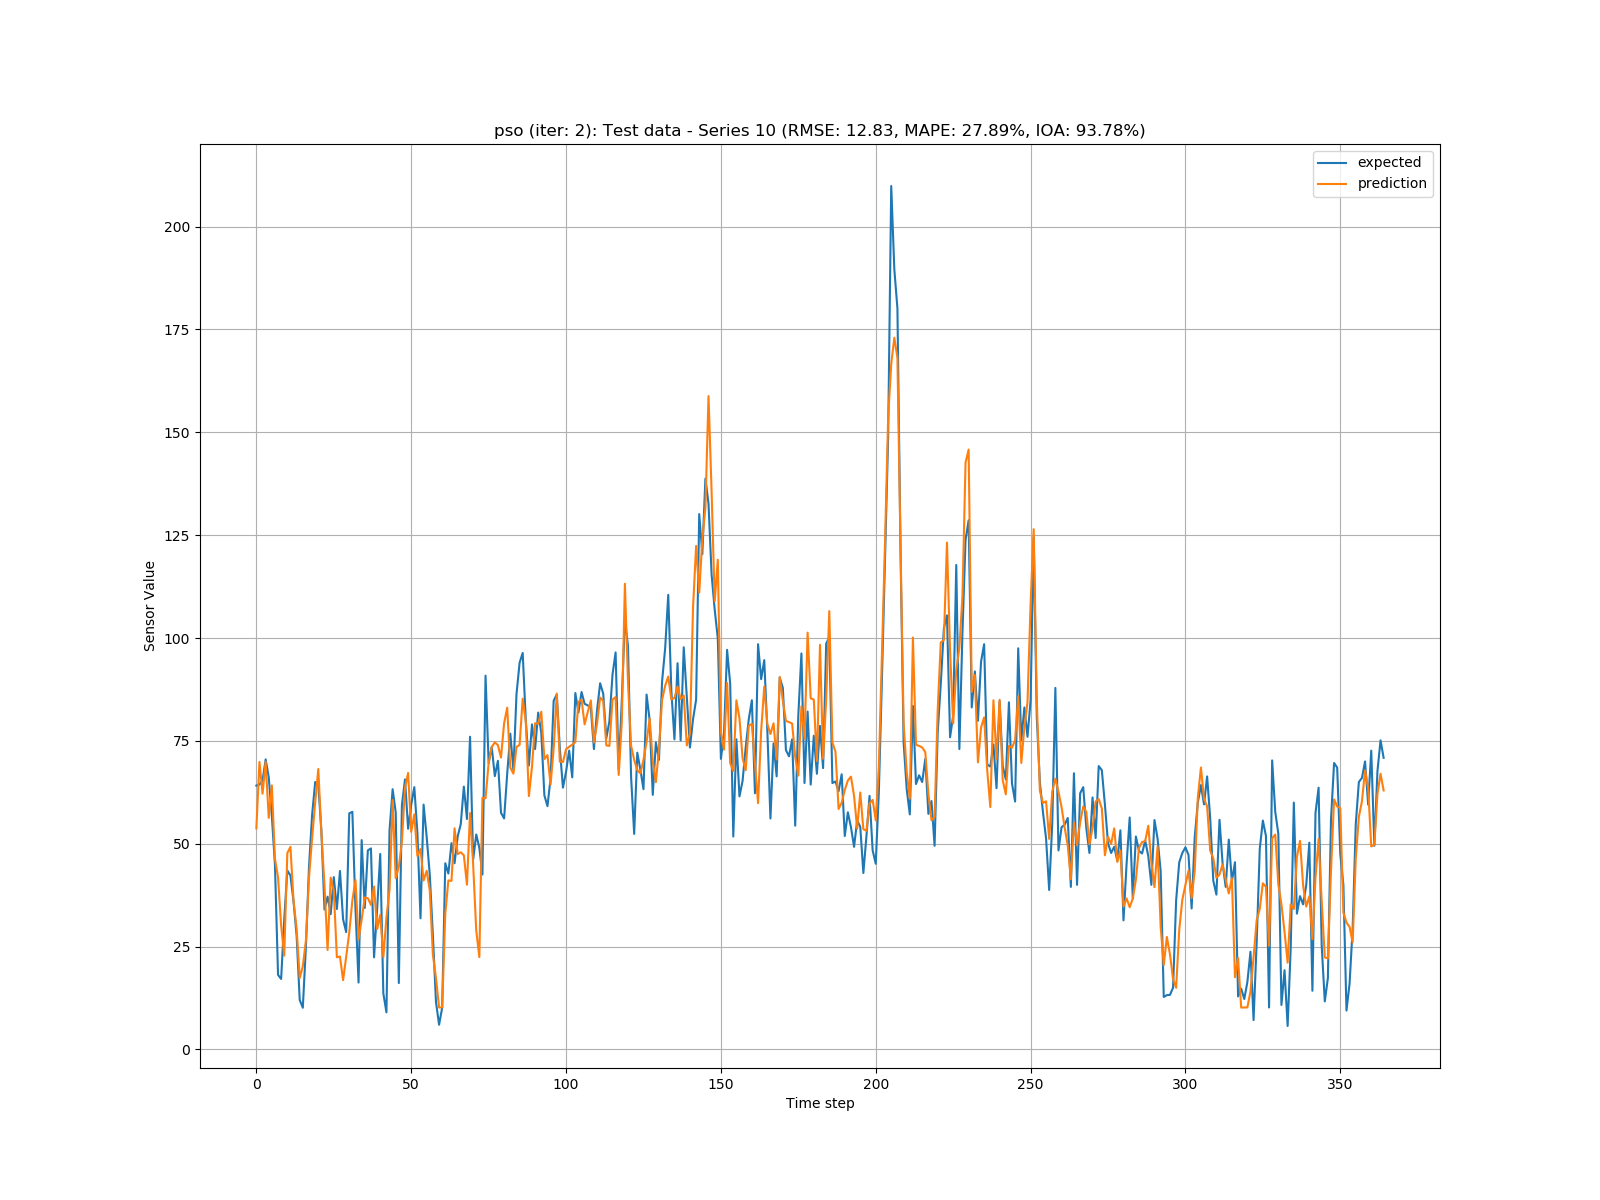 pso (iter: 2): Test data - Series 10 (RMSE: 12.83, MAPE: 27.89%, IOA: 93.78%)
expected
prediction
200
175
150
125
100
75
50
25
0
Sensor Value
0 50 100 150 200 250 300 350
Time step